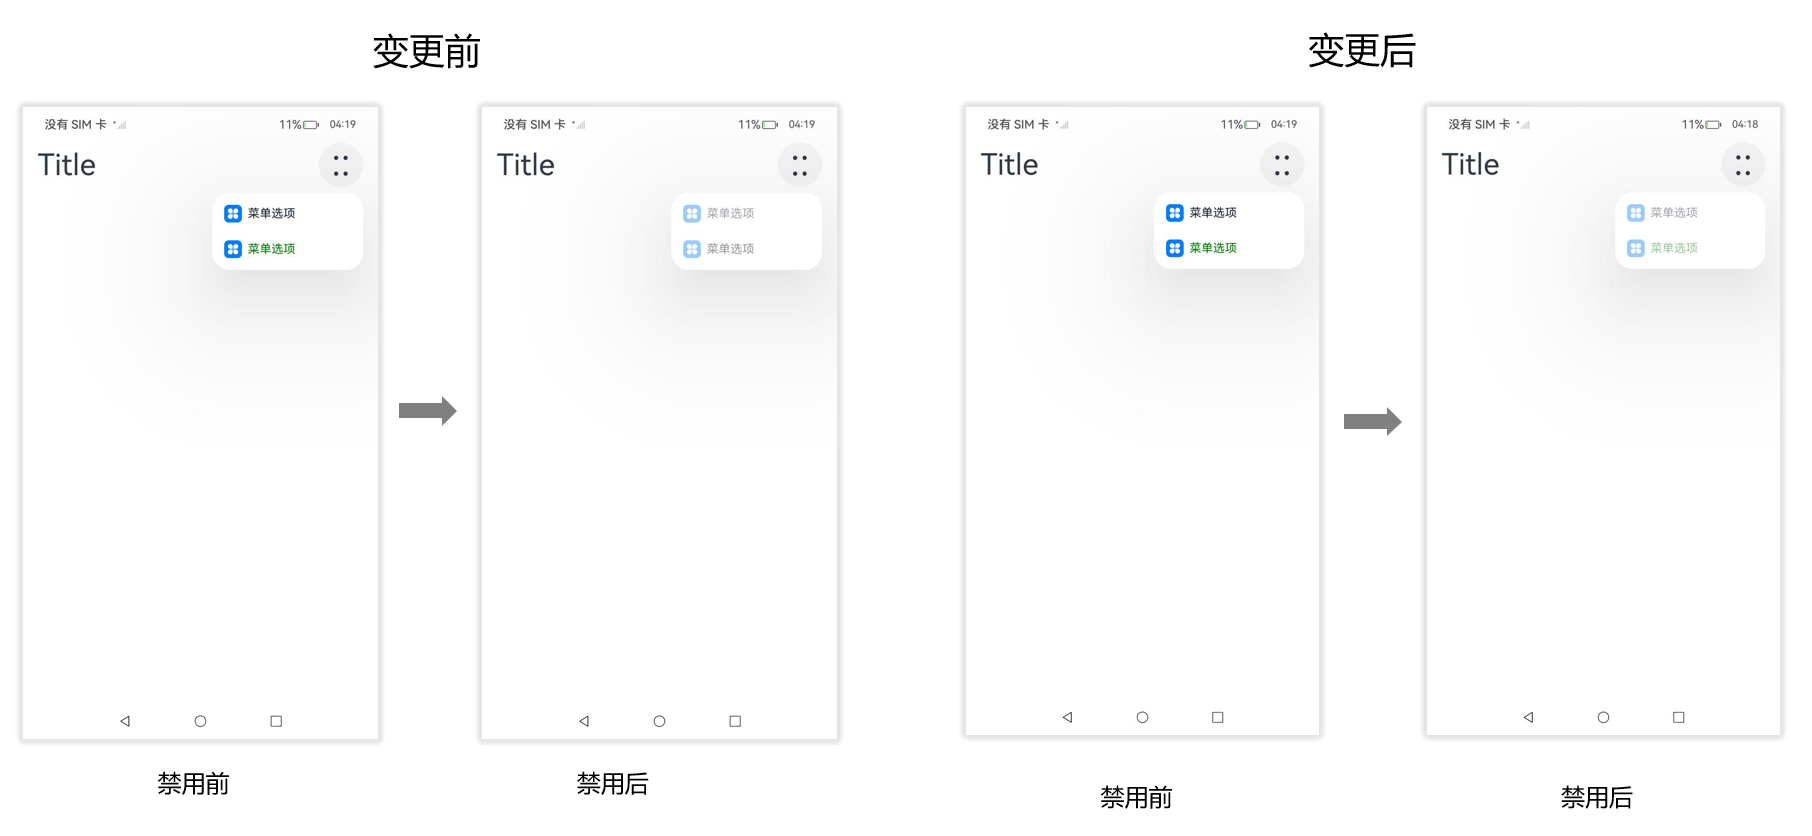 变更前
变更后
没有 SIM 卡 11% 04:19
Title
菜单选项
菜单选项
禁用前
没有 SIM 卡 11% 04:19
Title
菜单选项
菜单选项
禁用后
没有 SIM 卡 11% 04:19
Title
菜单选项
菜单选项
禁用前
没有 SIM 卡 11% 04:18
Title
菜单选项
菜单选项
禁用后